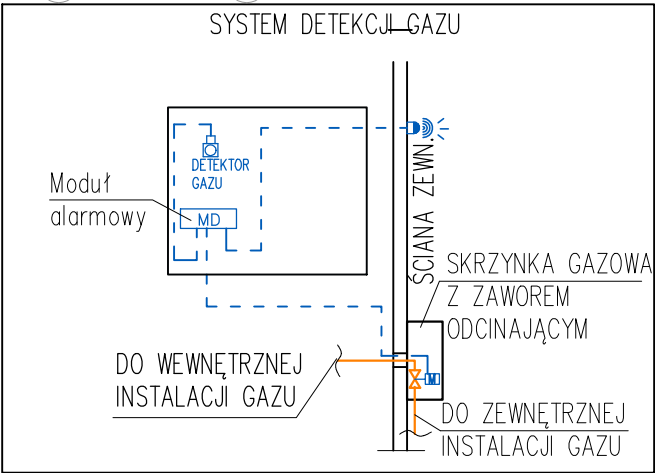 SYSTEM DETEKCJI GAZU
DETEKTOR
GAZU
Moduł
alarmowy
MD
ŚCIANA ZEWN.
SKRZYNKA GAZOWA
Z ZAWOREM
ODCINAJĄCYM
M
DO WEWNĘTRZNEJ
INSTALACJI GAZU
DO ZEWNĘTRZNEJ
INSTALACJI GAZU